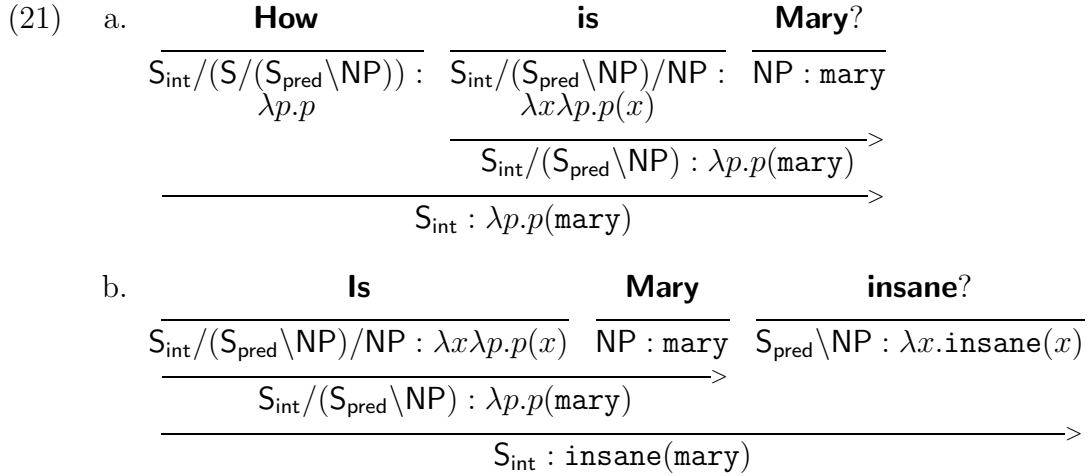 (21) a. How is Mary?
S_int/(S/(S_pred\NP)) : S_int/(S_pred\NP)/NP : NP : mary
λp.p λxλp.p(x)
>
S_int/(S_pred\NP) : λp.p(mary)
>
S_int : λp.p(mary)
b. Is Mary insane?
S_int/(S_pred\NP)/NP : λxλp.p(x) NP : mary S_pred\NP : λx.insane(x)
>
S_int/(S_pred\NP) : λp.p(mary)
>
S_int : insane(mary)